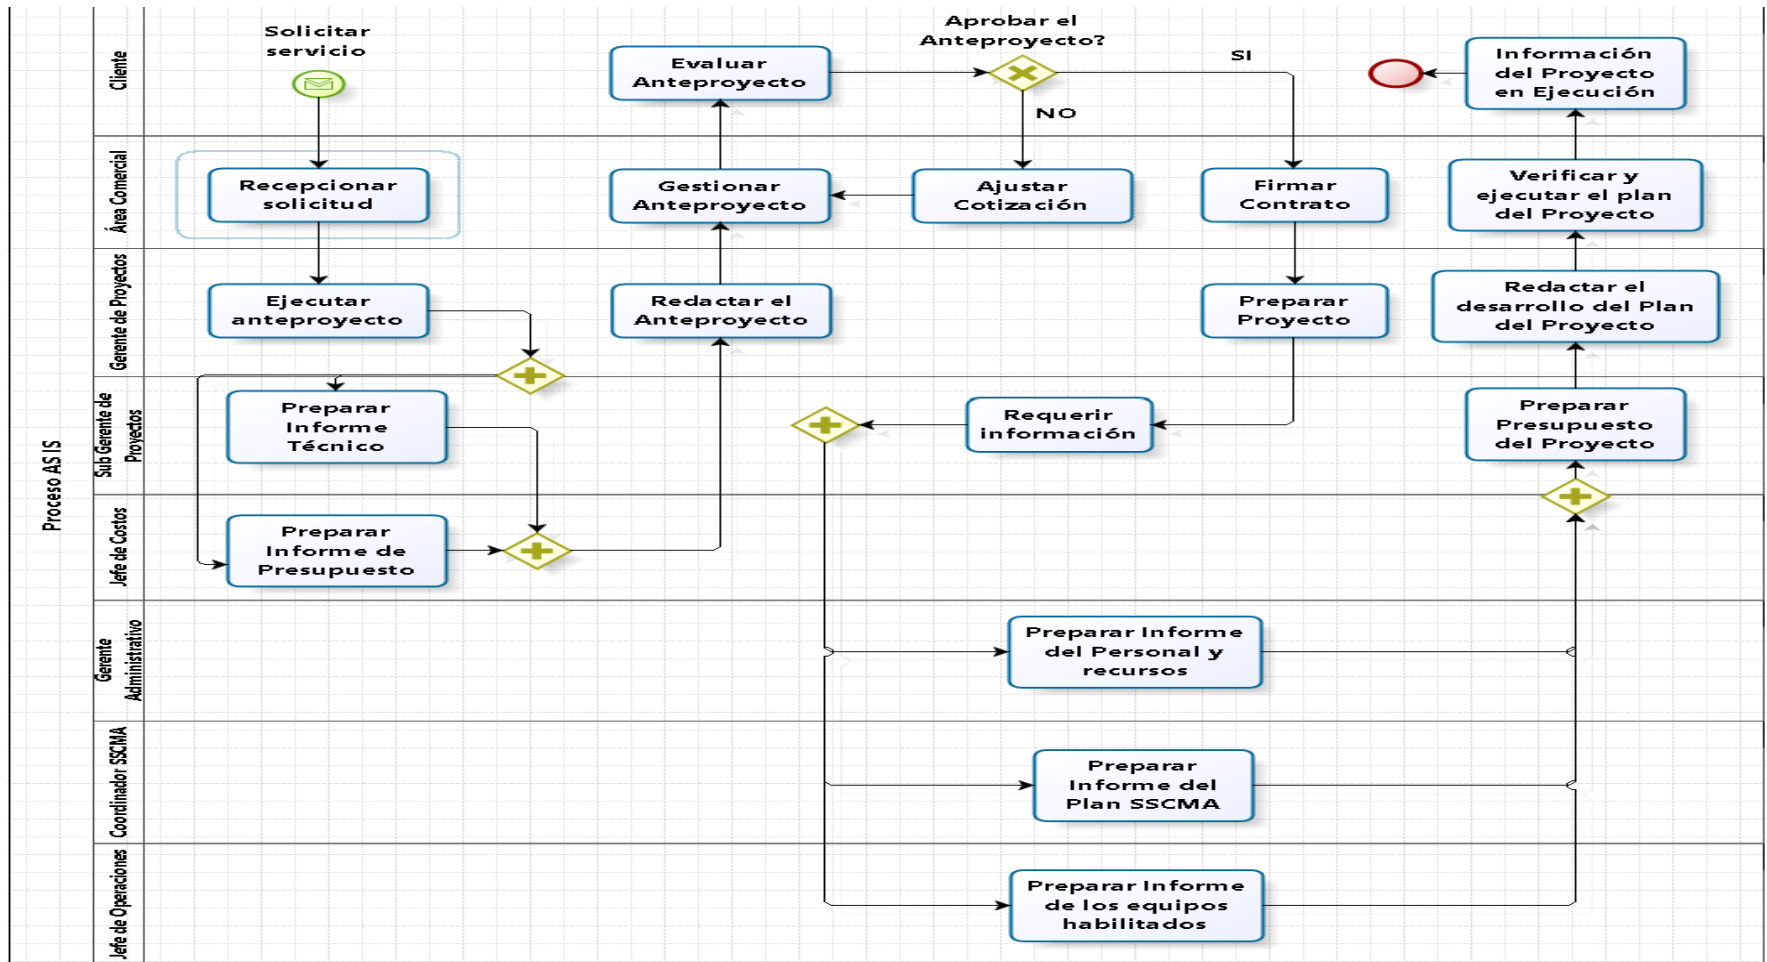 Proceso AS IS
Cliente
Solicitar
servicio
Evaluar
Anteproyecto
Aprobar el
Anteproyecto?
SI
NO
Información
del Proyecto
en Ejecución
Área Comercial
Recepcionar
solicitud
Gestionar
Anteproyecto
Ajustar
Cotización
Firmar
Contrato
Verificar y
ejecutar el plan
del Proyecto
Gerente de Proyectos
Ejecutar
anteproyecto
Redactar el
Anteproyecto
Preparar
Proyecto
Redactar el
desarrollo del Plan
del Proyecto
Sub Gerente de
Proyectos
Preparar
Informe
Técnico
Requerir
información
Preparar
Presupuesto
del Proyecto
Jefe de Costos
Preparar
Informe de
Presupuesto
Gerente
Administrativo
Preparar Informe
del Personal y
recursos
Coordinador SSCMA
Preparar
Informe del
Plan SSCMA
Jefe de Operaciones
Preparar Informe
de los equipos
habilitados